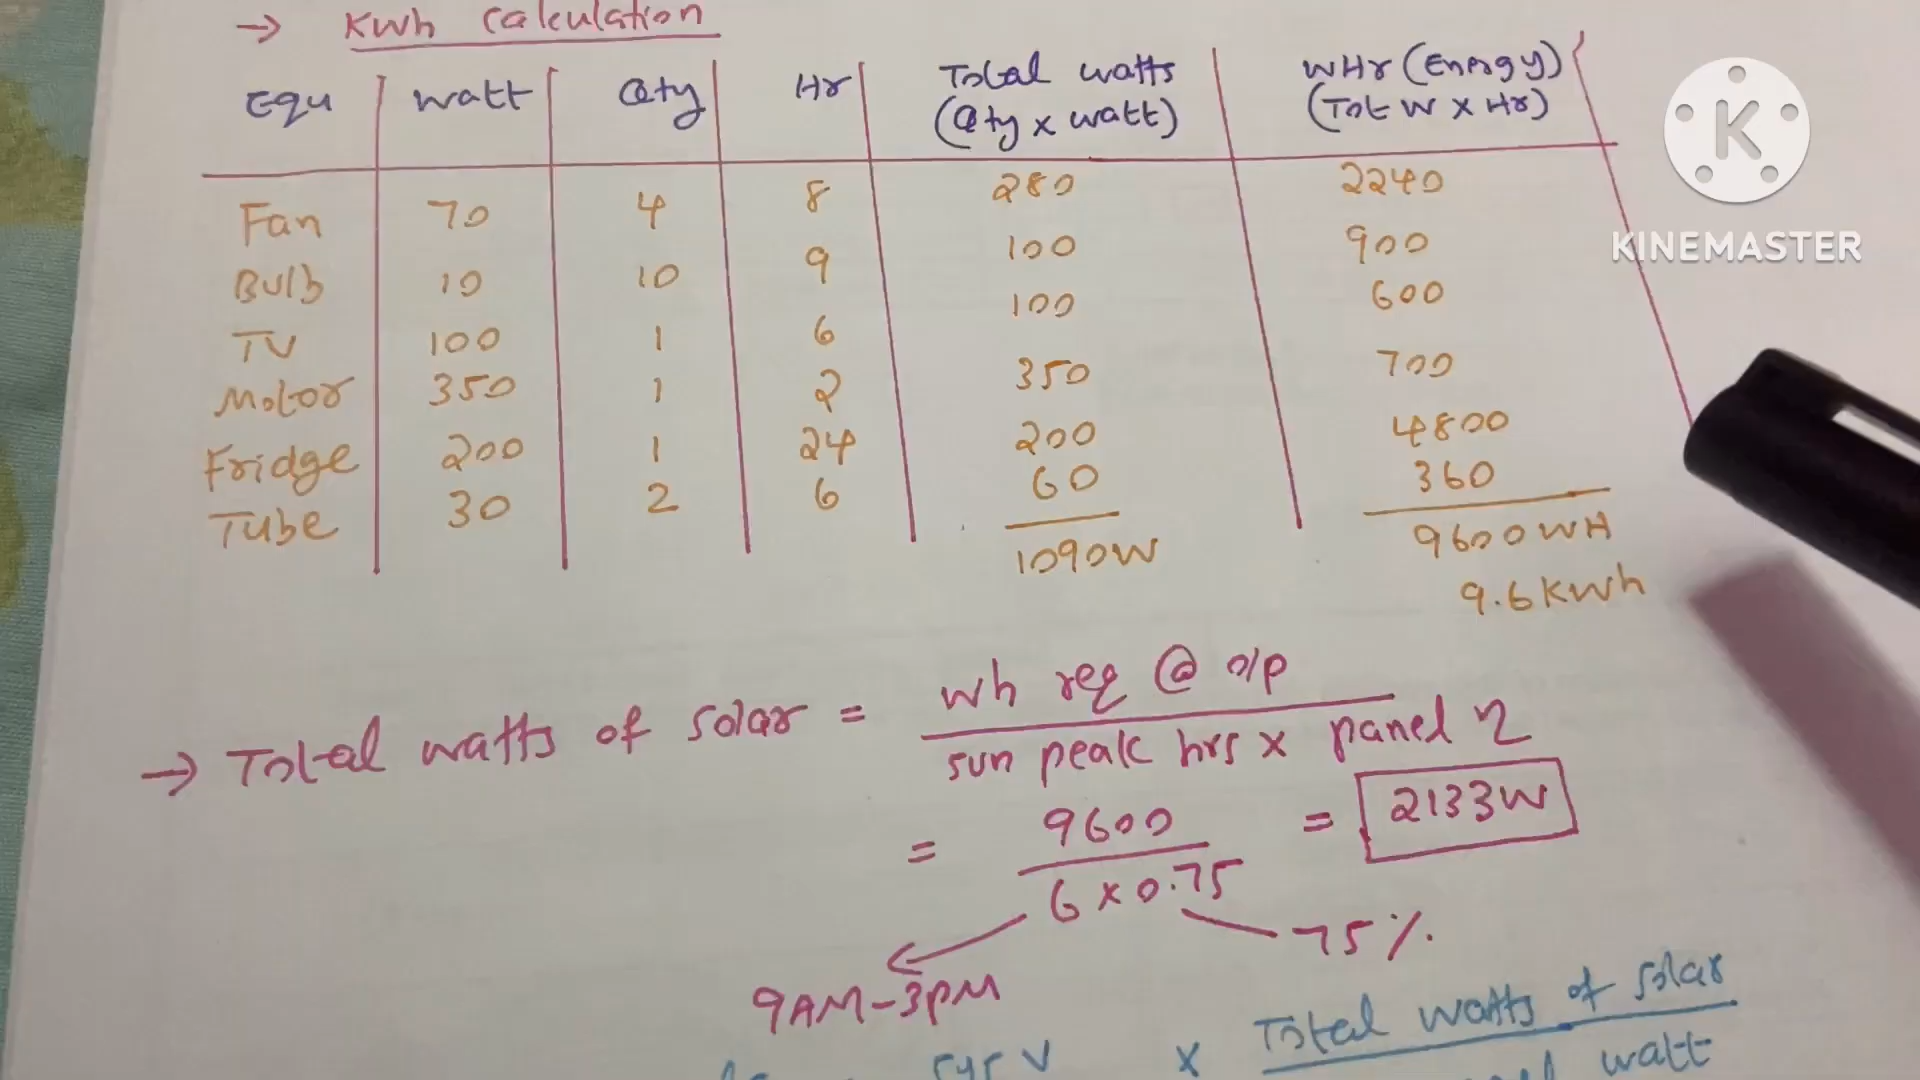 → KWh calculation
Equ watt Qty Hr Total watts (Qty x watt) WHr (Energy) (Tot W x Hr)
Fan 70 4 8 280 2240
Bulb 10 10 9 100 900
TV 100 1 6 100 600
Motor 350 1 2 350 700
Fridge 200 1 24 200 4800
Tube 30 2 6 60 360
1090W 9600WH
9.6KWh
→ Total watts of solar = Wh req @ o/p
sun peak hrs x panel η
= 9600 = 2133W
6 x 0.75
75%
9AM-3PM
sys V x Total watts of solar
watt
K
KINEMASTER